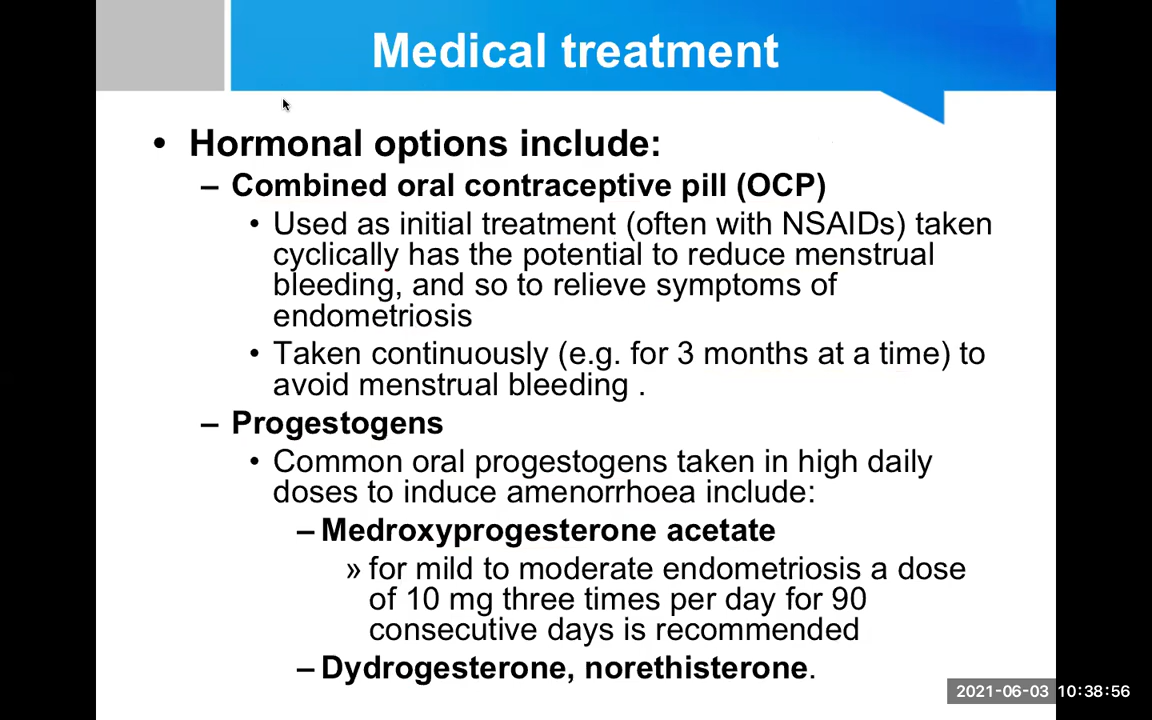 Medical treatment
• Hormonal options include:
– Combined oral contraceptive pill (OCP)
• Used as initial treatment (often with NSAIDs) taken
cyclically has the potential to reduce menstrual
bleeding, and so to relieve symptoms of
endometriosis
• Taken continuously (e.g. for 3 months at a time) to
avoid menstrual bleeding .
– Progestogens
• Common oral progestogens taken in high daily
doses to induce amenorrhoea include:
– Medroxyprogesterone acetate
» for mild to moderate endometriosis a dose
of 10 mg three times per day for 90
consecutive days is recommended
– Dydrogesterone, norethisterone.
2021-06-03 10:38:56